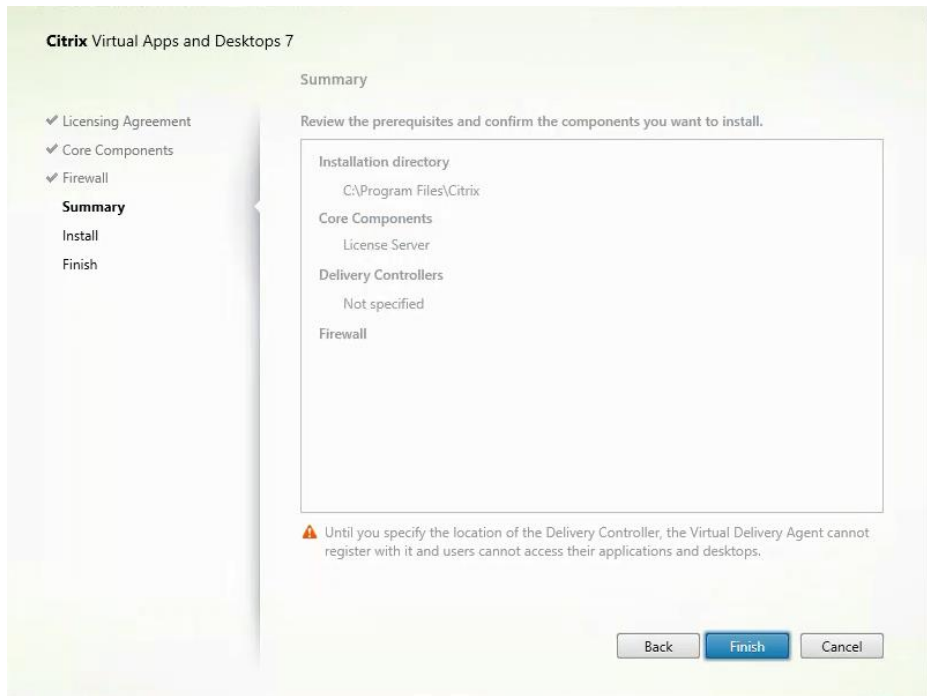 Citrix Virtual Apps and Desktops 7
Summary
Licensing Agreement
Core Components
Firewall
Summary
Install
Finish
Review the prerequisites and confirm the components you want to install.
Installation directory
C:\Program Files\Citrix
Core Components
License Server
Delivery Controllers
Not specified
Firewall
Until you specify the location of the Delivery Controller, the Virtual Delivery Agent cannot
register with it and users cannot access their applications and desktops.
Back
Finish
Cancel